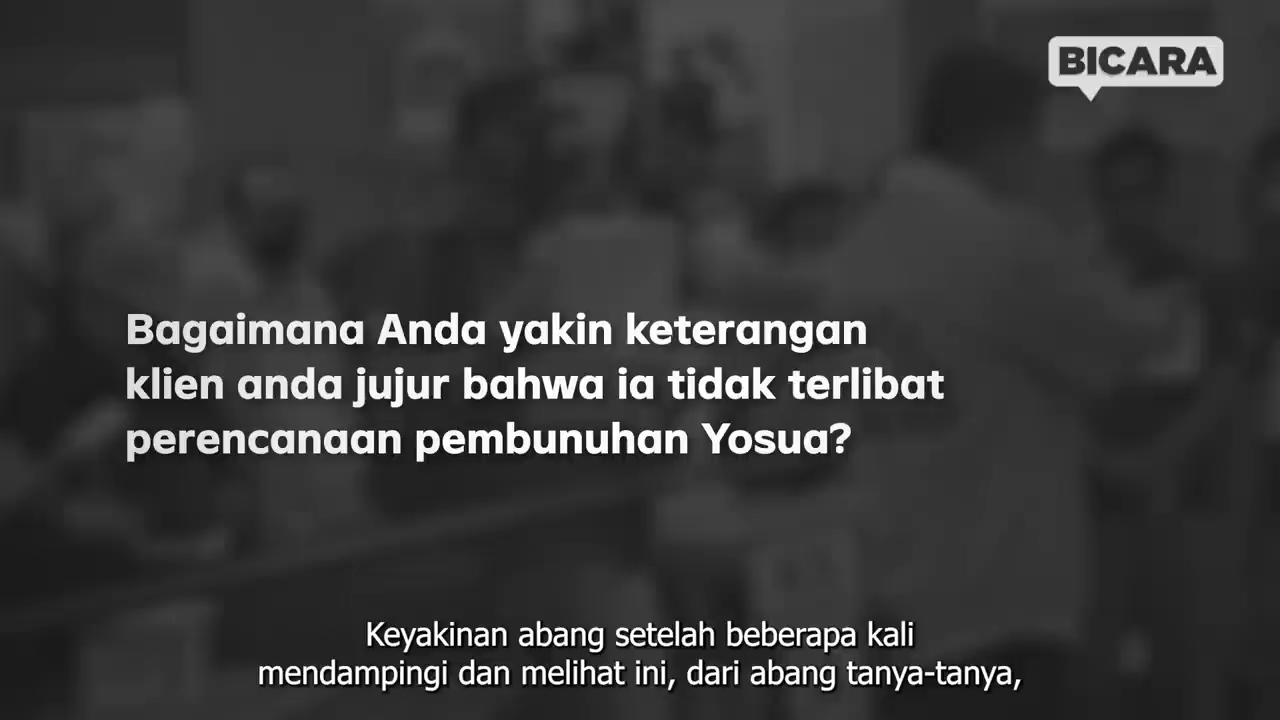 BICARA
Bagaimana Anda yakin keterangan
klien anda jujur bahwa ia tidak terlibat
perencanaan pembunuhan Yosua?
Keyakinan abang setelah beberapa kali
mendampingi dan melihat ini, dari abang tanya-tanya,